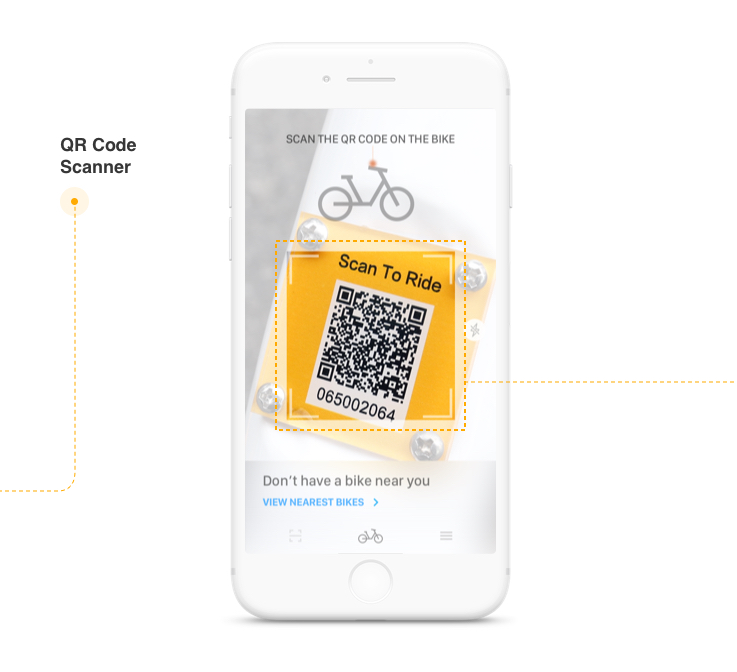 QR Code
Scanner
SCAN THE QR CODE ON THE BIKE
Scan To Ride
065002064
Don't have a bike near you
VIEW NEAREST BIKES